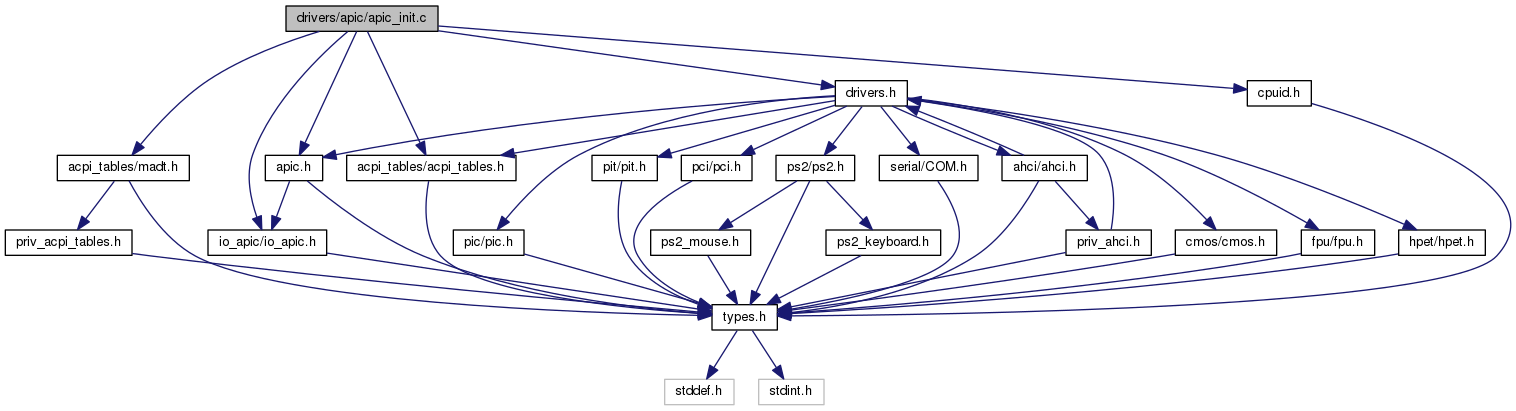 drivers/apic/apic_init.c
drivers.h
cpuid.h
acpi_tables/madt.h
apic.h
acpi_tables/acpi_tables.h
pit/pit.h
pci/pci.h
ps2/ps2.h
serial/COM.h
ahci/ahci.h
priv_acpi_tables.h
io_apic/io_apic.h
pic/pic.h
ps2_mouse.h
ps2_keyboard.h
priv_ahci.h
cmos/cmos.h
fpu/fpu.h
hpet/hpet.h
types.h
stddef.h
stdint.h